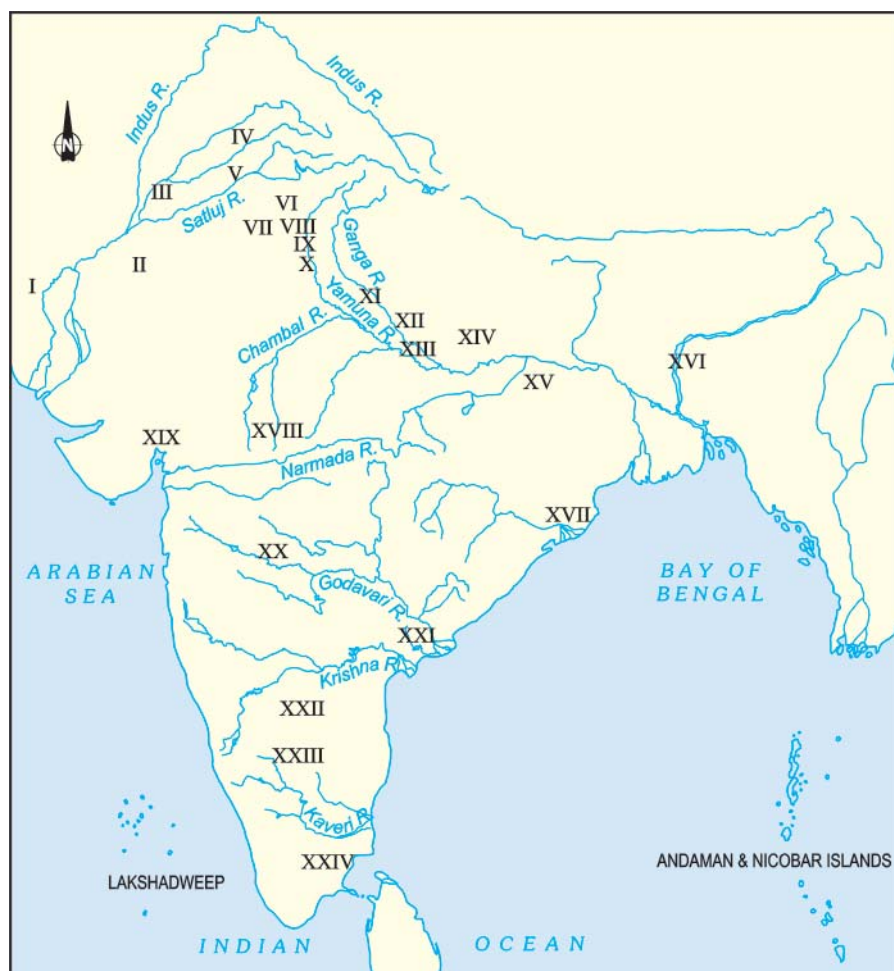 Indus R.
Indus R.
N
IV
V
III
Satluj R.
VI
VII
VIII
IX
X
II
I
Ganga R.
XI
Yamuna R.
XII
Chambal R.
XIII
XIV
XVI
XV
XVIII
XIX
Narmada R.
XVII
XX
ARABIAN
SEA
Godavari R.
BAY OF
BENGAL
XXI
Krishna R.
XXII
XXIII
Kaveri R.
XXIV
LAKSHADWEEP
ANDAMAN & NICOBAR ISLANDS
INDIAN OCEAN